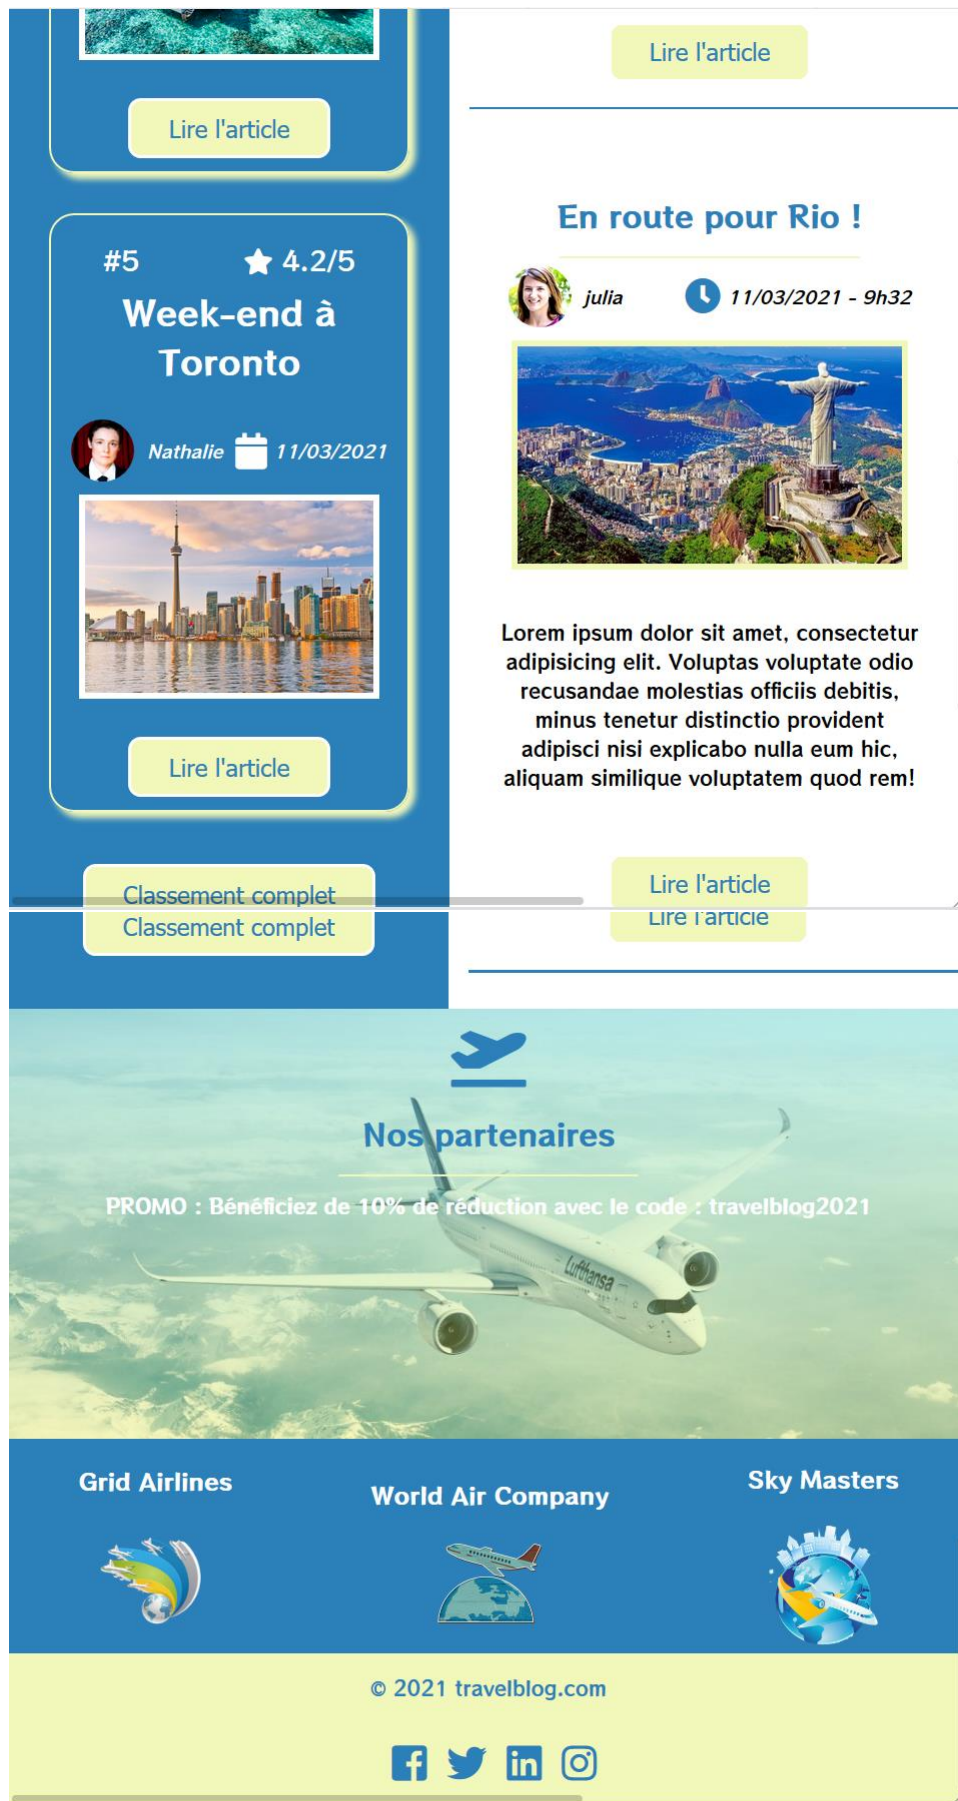 Lire l'article
#5
4.2/5
Week-end à
Toronto
Nathalie
11/03/2021
Lire l'article
Classement complet
Lire l'article
En route pour Rio !
julia
11/03/2021 - 9h32
Lorem ipsum dolor sit amet, consectetur
adipisicing elit. Voluptas voluptate odio
recusandae molestias officiis debitis,
minus tenetur distinctio provident
adipisci nisi explicabo nulla eum hic,
aliquam similique voluptatem quod rem!
Lire l'article
Classement complet
Lire l'article
Nos partenaires
PROMO : Bénéficiez de 10% de réduction avec le code : travelblog2021
Lufthansa
Grid Airlines
World Air Company
Sky Masters
© 2021 travelblog.com